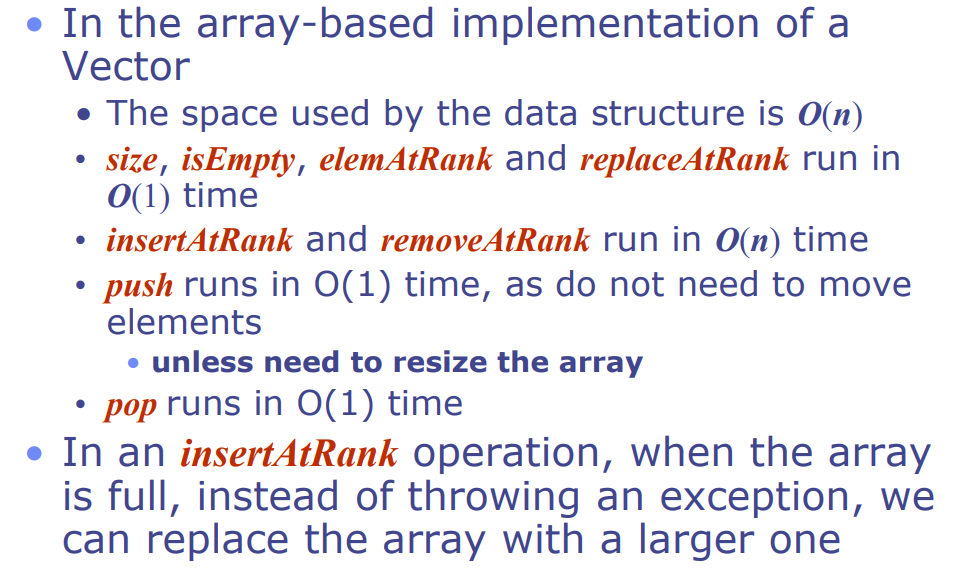 • In the array-based implementation of a
Vector
• The space used by the data structure is O(n)
• size, isEmpty, elemAtRank and replaceAtRank run in
O(1) time
• insertAtRank and removeAtRank run in O(n) time
• push runs in O(1) time, as do not need to move
elements
• unless need to resize the array
• pop runs in O(1) time
• In an insertAtRank operation, when the array
is full, instead of throwing an exception, we
can replace the array with a larger one